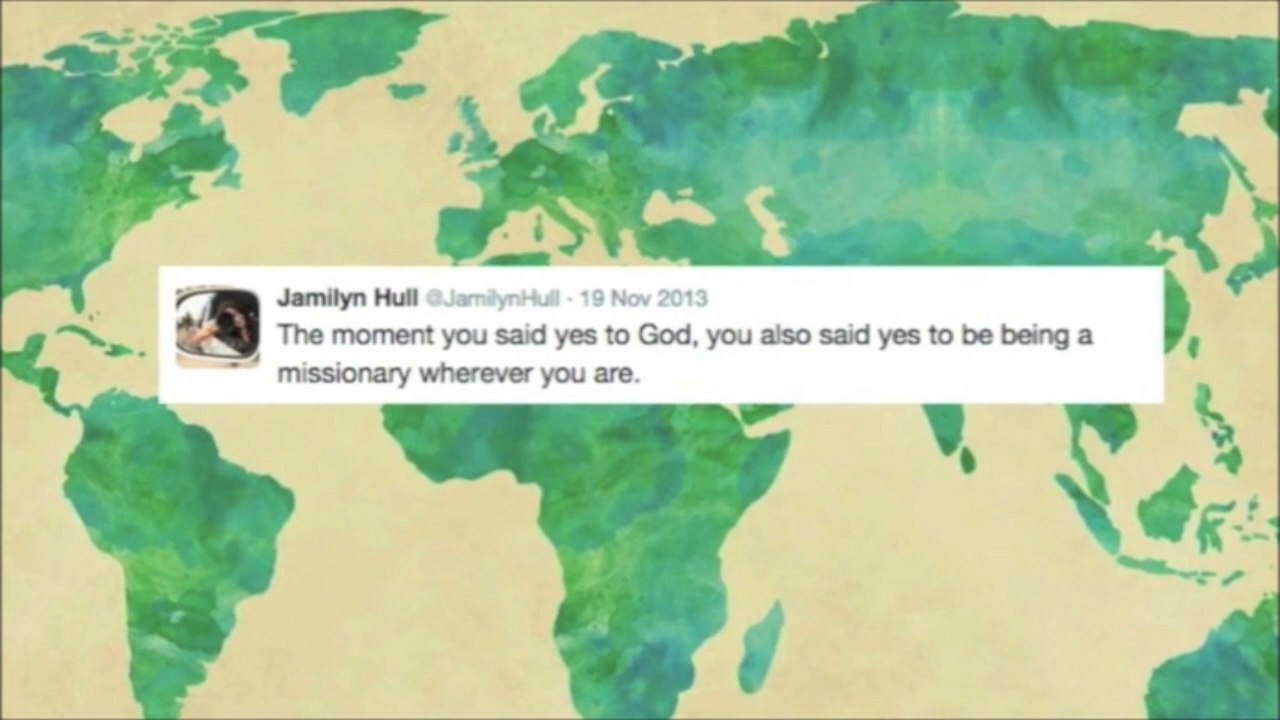 Jamilyn Hull @JamilynHull · 19 Nov 2013
The moment you said yes to God, you also said yes to be being a
missionary wherever you are.